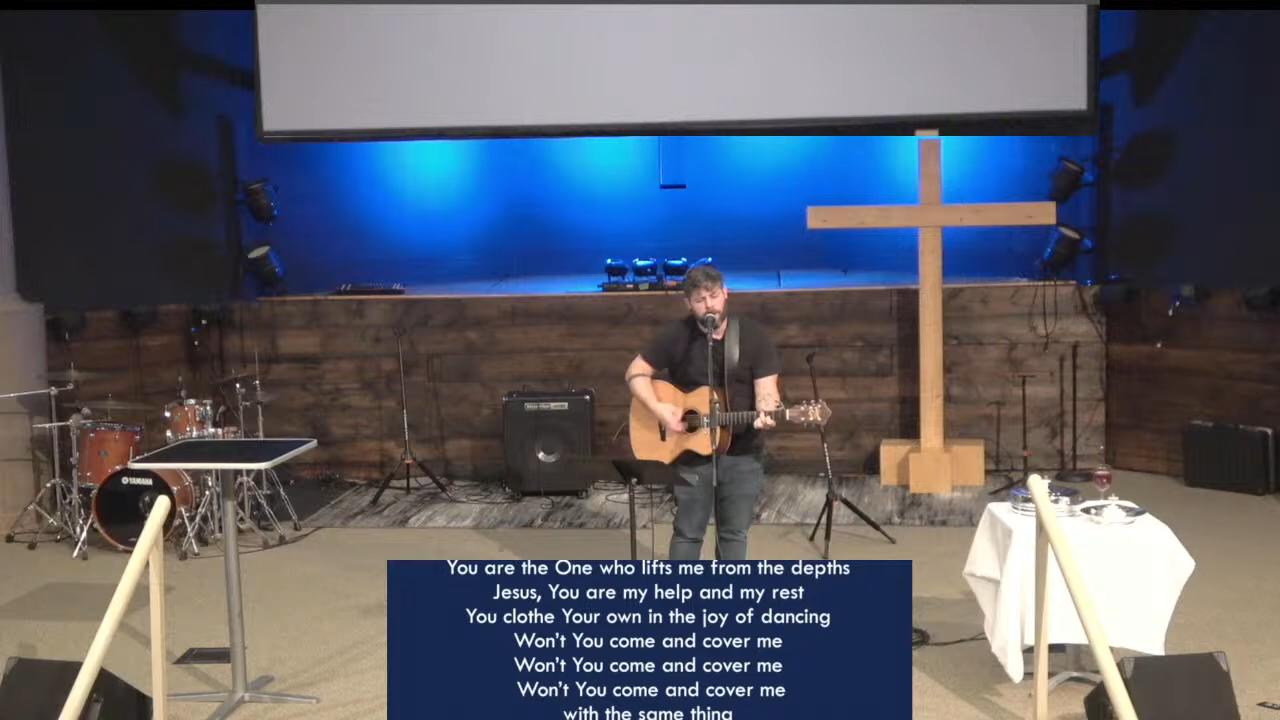 YAMAHA
You are the One who lifts me from the depths
Jesus, You are my help and my rest
You clothe Your own in the joy of dancing
Won't You come and cover me
Won't You come and cover me
Won't You come and cover me
with the same thing